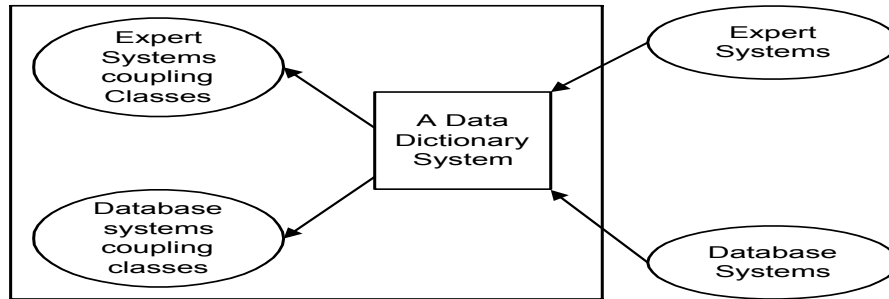 Expert
Systems
coupling
Classes
Expert
Systems
A Data
Dictionary
System
Database
systems
coupling
classes
Database
Systems